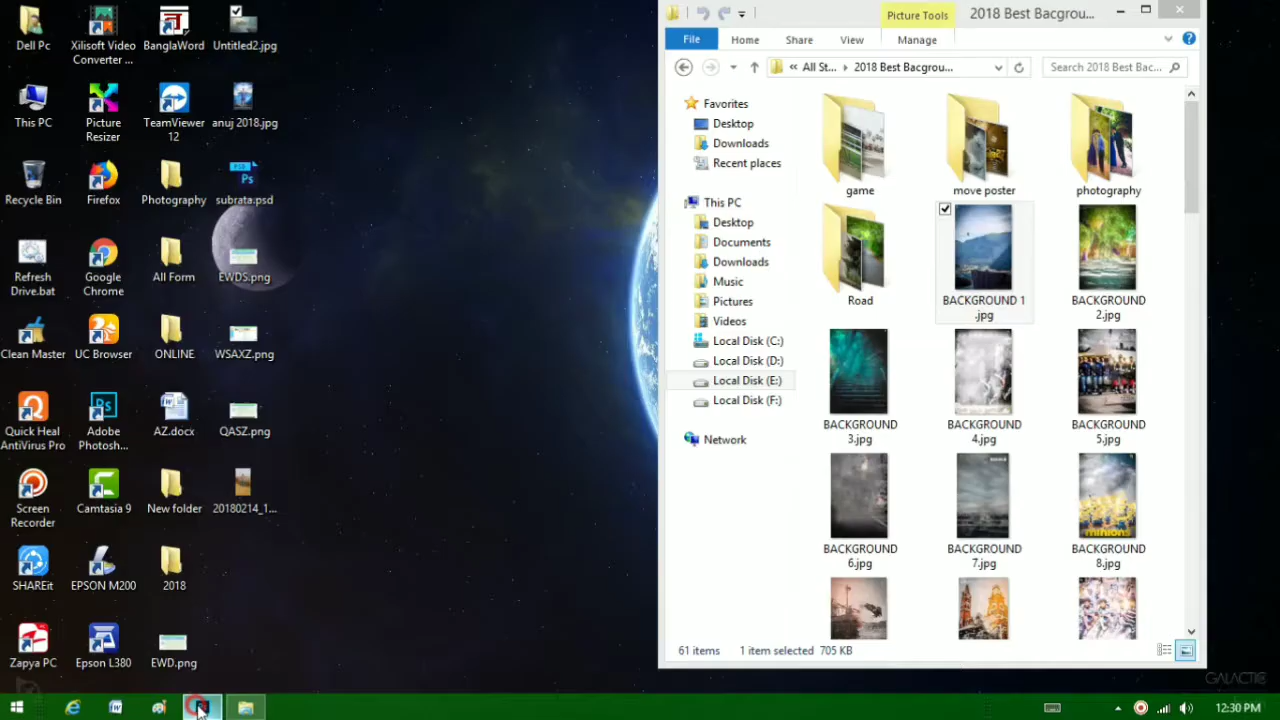 Dell Pc
Xilisoft Video
Converter ...
BanglaWord
Untitled2.jpg
This PC
Picture
Resizer
TeamViewer
12
anuj 2018.jpg
Recycle Bin
Firefox
Photography
subrata.psd
Refresh
Drive.bat
Google
Chrome
All Form
EWDS.png
Clean Master
UC Browser
ONLINE
WSAXZ.png
Quick Heal
AntiVirus Pro
Adobe
Photosh...
AZ.docx
QASZ.png
Screen
Recorder
Camtasia 9
New folder
20180214_1...
SHAREit
EPSON M200
2018
Zapya PC
Epson L380
EWD.png
Picture Tools
2018 Best Bacgrou...
File
Home
Share
View
Manage
« All St...
2018 Best Bacgrou...
Search 2018 Best Bac...
Favorites
Desktop
Downloads
Recent places
This PC
Desktop
Documents
Downloads
Music
Pictures
Videos
Local Disk (C:)
Local Disk (D:)
Local Disk (E:)
Local Disk (F:)
Network
game
move poster
photography
Road
BACKGROUND 1
.jpg
BACKGROUND
2.jpg
BACKGROUND
3.jpg
BACKGROUND
4.jpg
BACKGROUND
5.jpg
BACKGROUND
6.jpg
BACKGROUND
7.jpg
BACKGROUND
8.jpg
61 items
1 item selected 705 KB
GALACTIC
12:30 PM